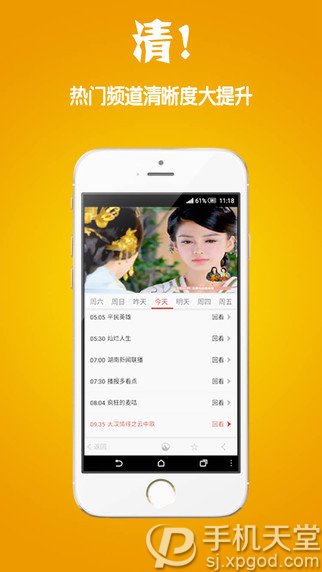 清!
热门频道清晰度大提升
61% 11:18
周六 周日 昨天 今天 明天 周四 周五
05:05 平民英雄 回看
05:30 灿烂人生 回看
07:00 湖南新闻联播 回看
07:30 播报多看点 回看
08:04 疯狂的麦咭 回看
09:35 大汉情缘之云中歌 回看
返回
手机天堂
sj.xpgod.com